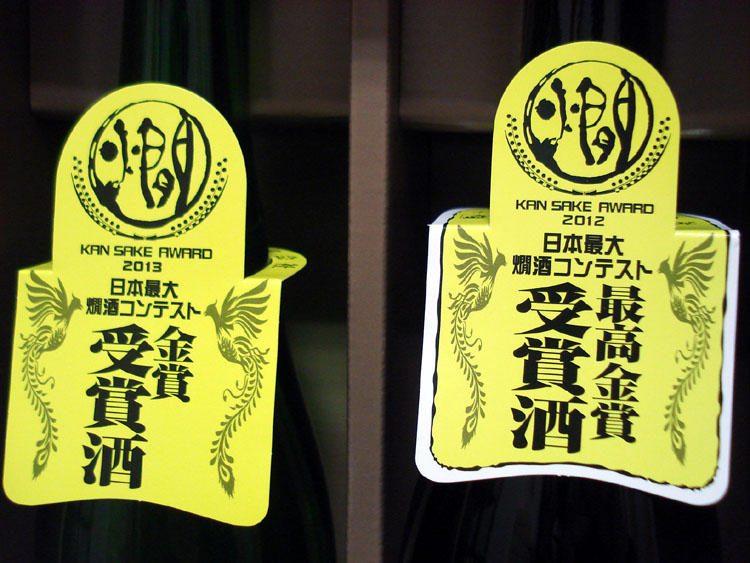 燗
KAN SAKE AWARD
2013
日本最大
燗酒コンテスト
金賞
受賞酒
燗
KAN SAKE AWARD
2012
日本最大
燗酒コンテスト
最高金賞
受賞酒